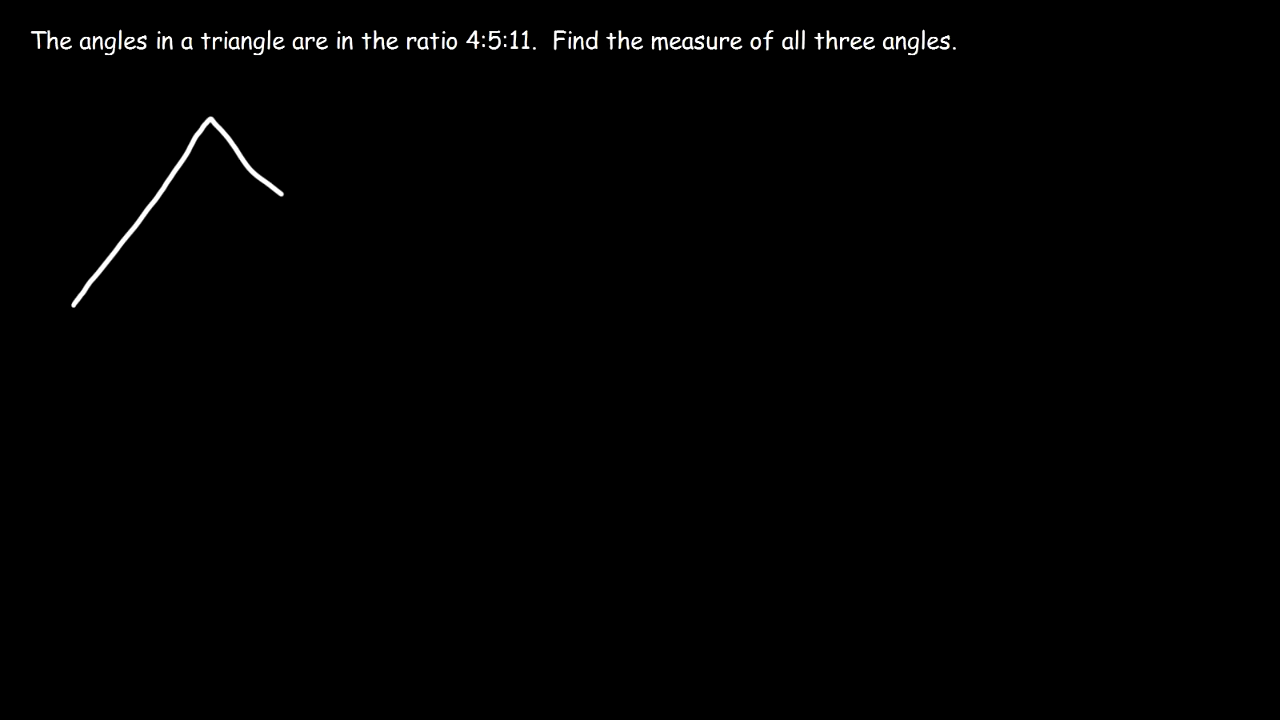 The angles in a triangle are in the ratio 4:5:11.  Find the measure of all three angles.